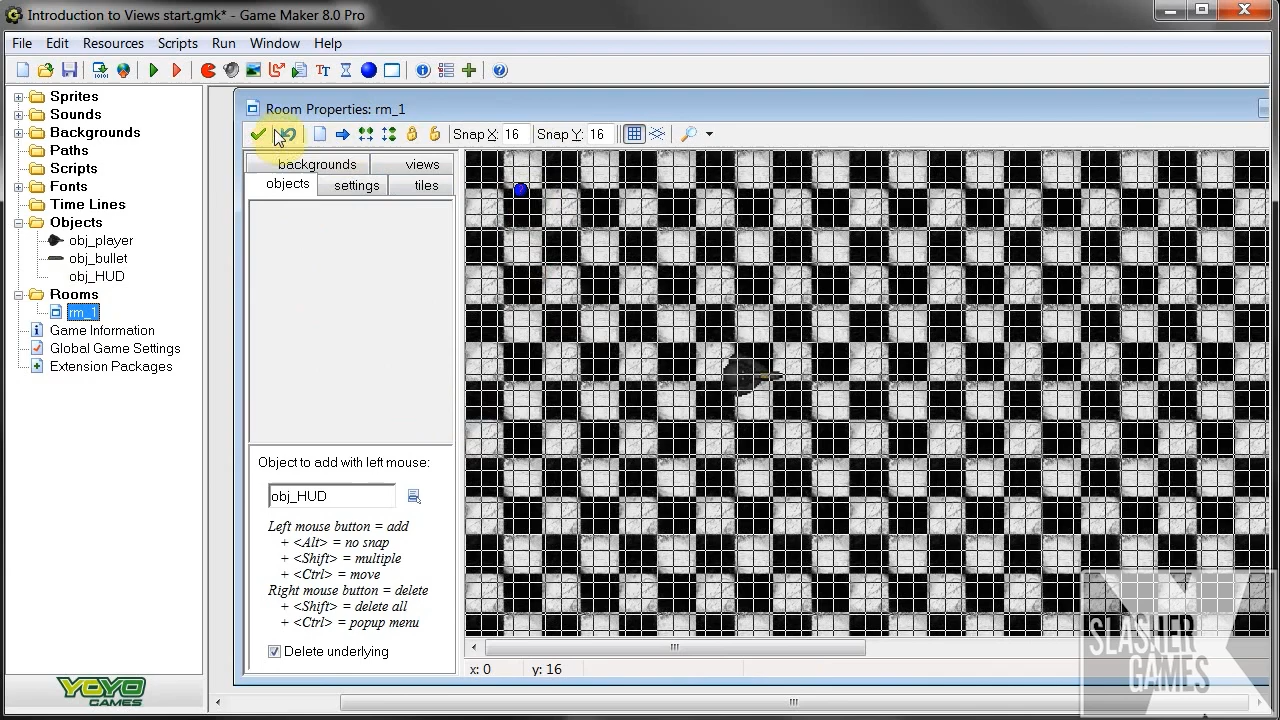 Introduction to Views start.gmk* - Game Maker 8.0 Pro
File Edit Resources Scripts Run Window Help
Sprites
Sounds
Backgrounds
Paths
Scripts
Fonts
Time Lines
Objects
obj_player
obj_bullet
obj_HUD
Rooms
rm_1
Game Information
Global Game Settings
Extension Packages
YOYO
GAMES
Room Properties: rm_1
Snap X: 16 Snap Y: 16
backgrounds views
objects settings tiles
Object to add with left mouse:
obj_HUD
Left mouse button = add
+ <Alt> = no snap
+ <Shift> = multiple
+ <Ctrl> = move
Right mouse button = delete
+ <Shift> = delete all
+ <Ctrl> = popup menu
Delete underlying
x: 0 y: 16
SLASHER
GAMES